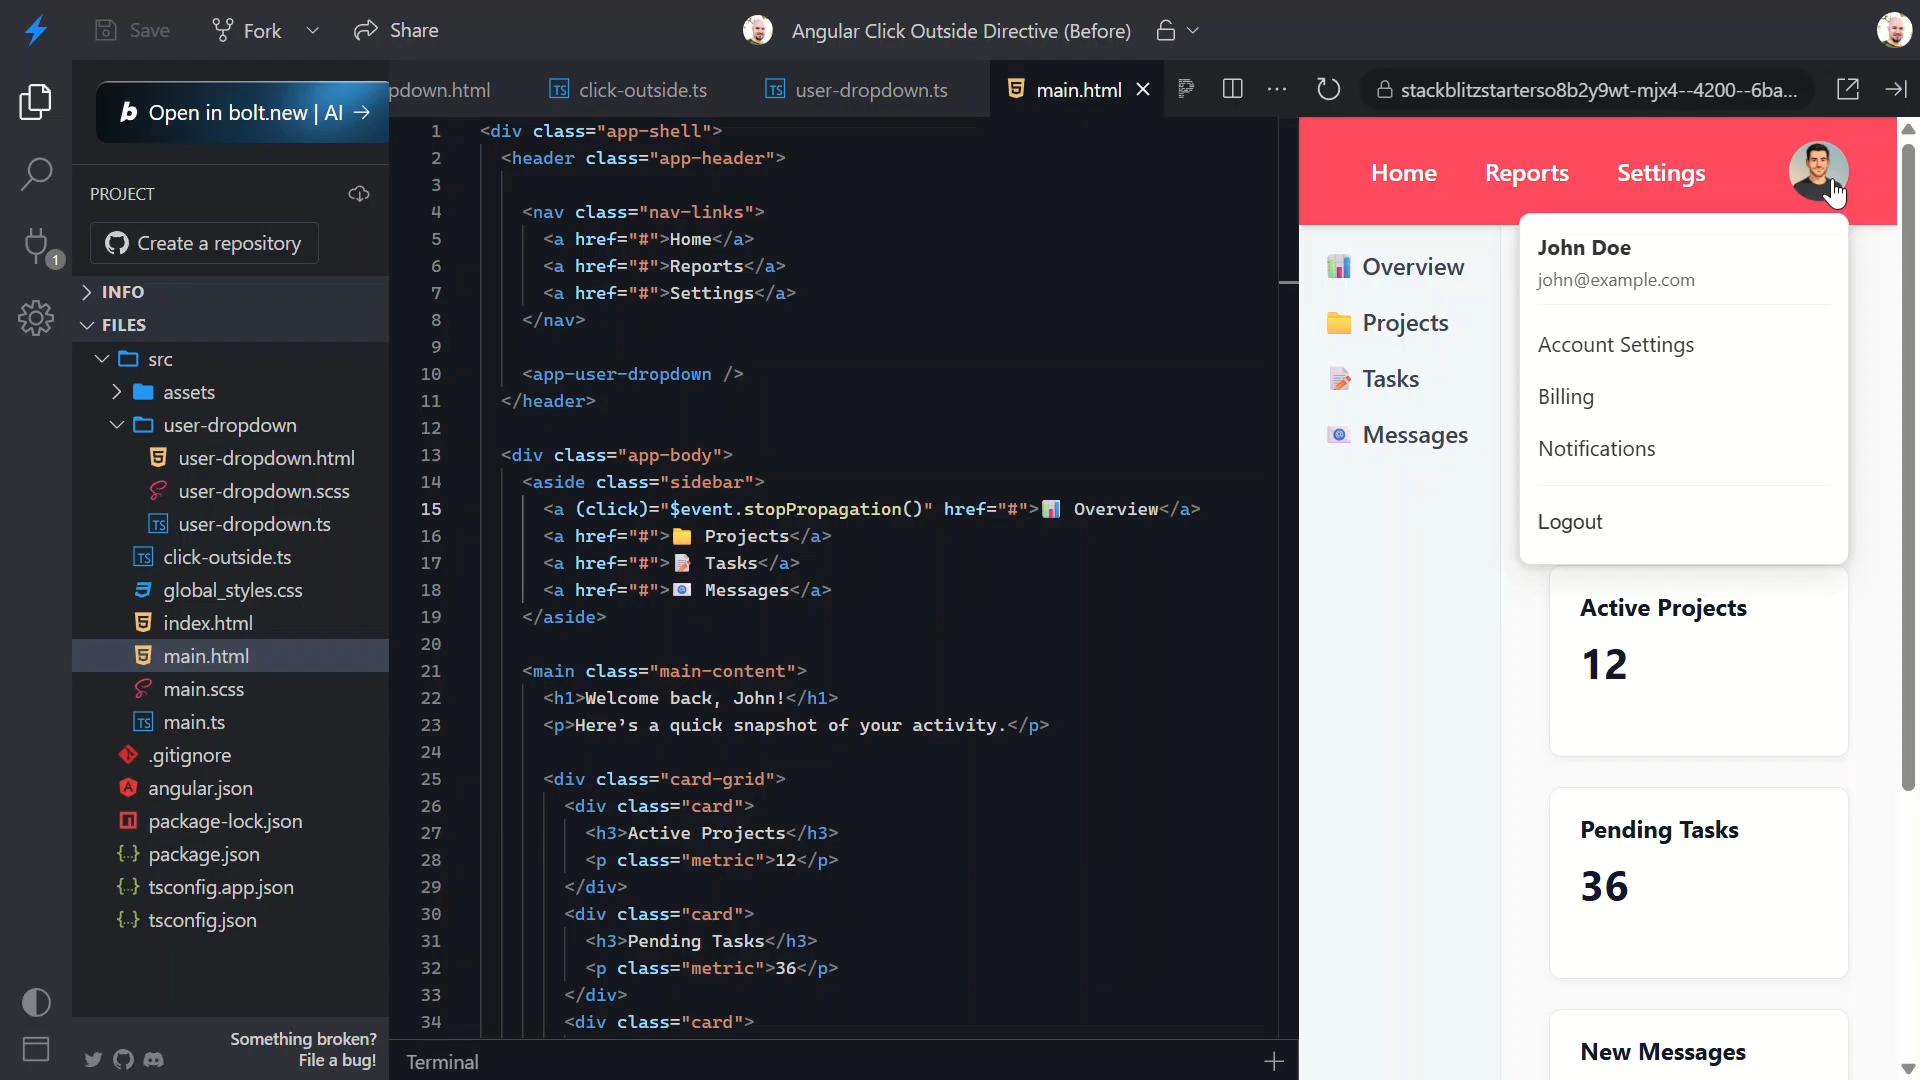 Save
Fork
Share
Angular Click Outside Directive (Before)
Open in bolt.new | AI
PROJECT
Create a repository
INFO
FILES
src
assets
user-dropdown
user-dropdown.html
user-dropdown.scss
user-dropdown.ts
click-outside.ts
global_styles.css
index.html
main.html
main.scss
main.ts
.gitignore
angular.json
package-lock.json
package.json
tsconfig.app.json
tsconfig.json
1
Something broken?
File a bug!
pdown.html
click-outside.ts
user-dropdown.ts
main.html
1 <div class="app-shell">
2 <header class="app-header">
3
4 <nav class="nav-links">
5 <a href="#">Home</a>
6 <a href="#">Reports</a>
7 <a href="#">Settings</a>
8 </nav>
9
10 <app-user-dropdown />
11 </header>
12
13 <div class="app-body">
14 <aside class="sidebar">
15 <a (click)="$event.stopPropagation()" href="#">📊 Overview</a>
16 <a href="#">📁 Projects</a>
17 <a href="#">📝 Tasks</a>
18 <a href="#">📧 Messages</a>
19 </aside>
20
21 <main class="main-content">
22 <h1>Welcome back, John!</h1>
23 <p>Here’s a quick snapshot of your activity.</p>
24
25 <div class="card-grid">
26 <div class="card">
27 <h3>Active Projects</h3>
28 <p class="metric">12</p>
29 </div>
30 <div class="card">
31 <h3>Pending Tasks</h3>
32 <p class="metric">36</p>
33 </div>
34 <div class="card">
Terminal
stackblitzstarterso8b2y9wt-mjx4--4200--6ba...
Home
Reports
Settings
Overview
Projects
Tasks
Messages
John Doe
john@example.com
Account Settings
Billing
Notifications
Logout
Active Projects
12
Pending Tasks
36
New Messages